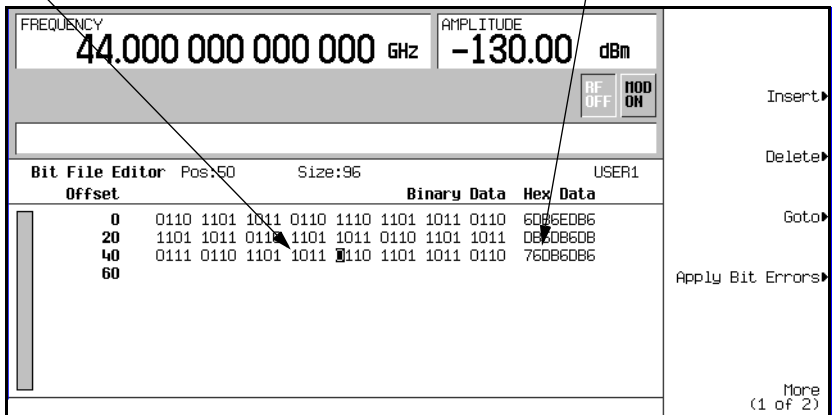 FREQUENCY AMPLITUDE
44.000 000 000 000 GHz -130.00 dBm
RF OFF MOD ON
Insert
Delete
Bit File Editor Pos:50 Size:96 USER1
Offset Binary Data Hex Data
0 0110 1101 1011 0110 1110 1101 1011 0110 6DB6EDB6
Goto
20 1101 1011 0110 1101 1011 0110 1101 1011 DB6DB6DB
40 0111 0110 1101 1011 0110 1101 1011 0110 76DB6DB6
60
Apply Bit Errors
More
(1 of 2)